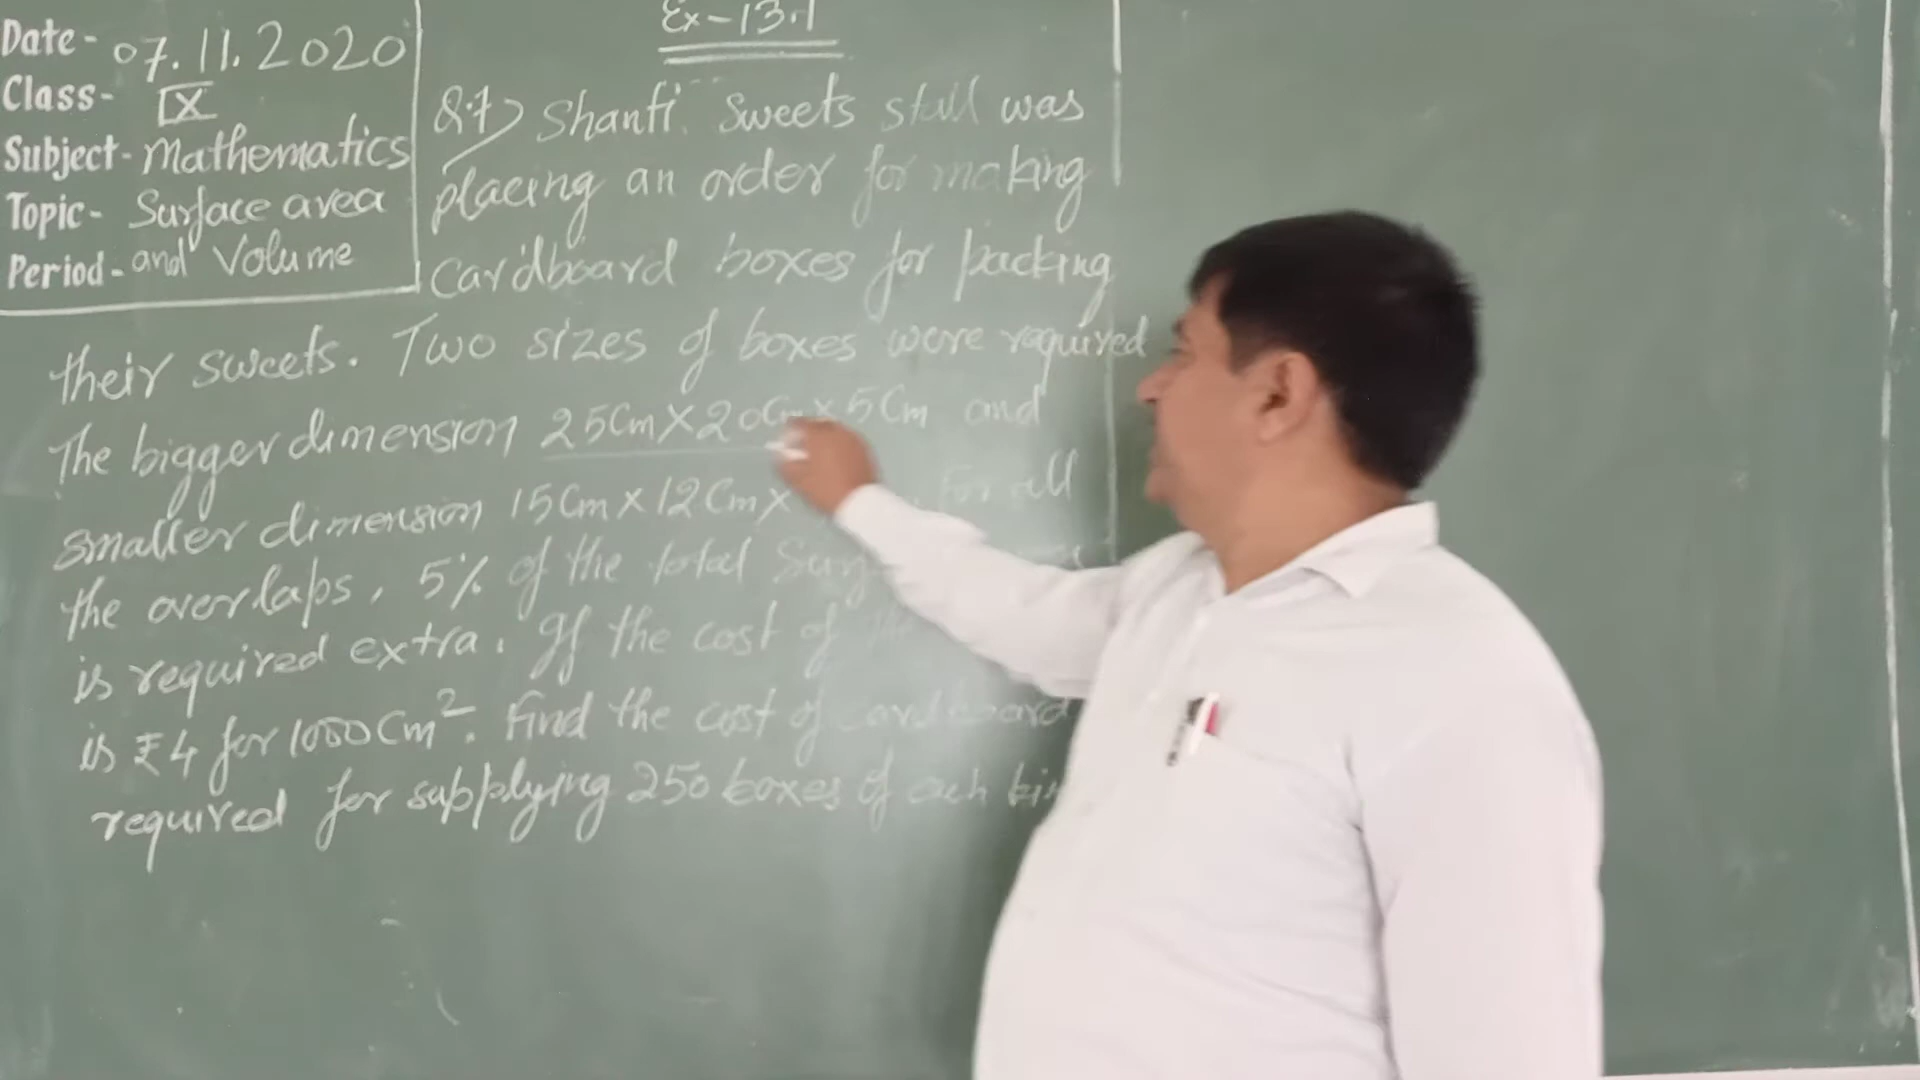 Date- 07.11.2020
Class- IX
Subject- Mathematics
Topic- Surface area
Period- and Volume
Ex-13.1
Q.7> Shanti Sweets stall was
placing an order for making
Cardboard boxes for packing
their sweets. Two sizes of boxes were required
The bigger dimension 25Cm X 20Cm X 5Cm and
smaller dimension 15Cm X 12Cm X For all
the overlaps, 5% of the total
is required extra. If the cost of
is ₹4 for 1000Cm². Find the cost of cardboard
required for supplying 250 boxes of each